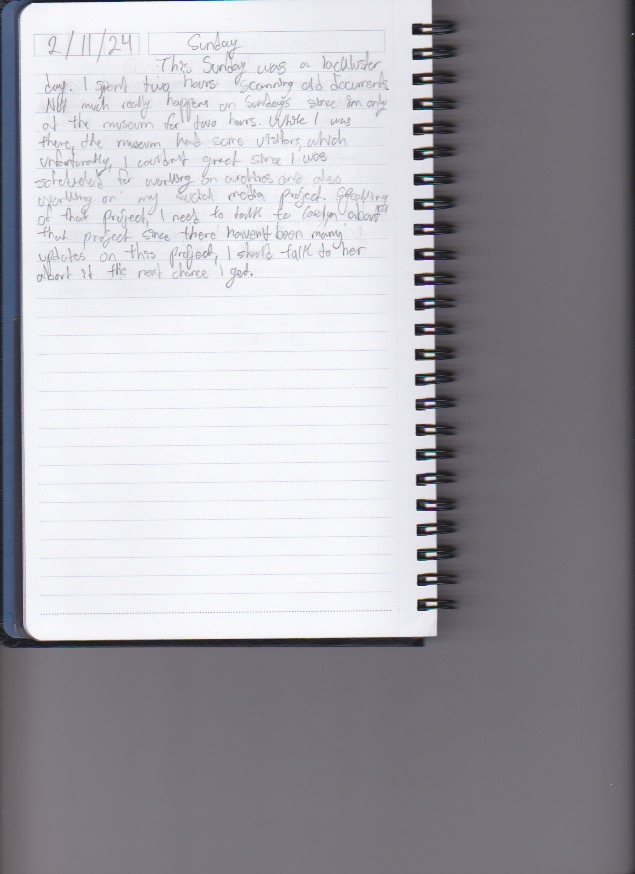 2/11/24 Sunday
This Sunday was a lackluster
day. I spent two hours scanning old documents
Not much really happens on Sundays since I'm only
at the museum for two hours. While I was
there, the museum had some visitors, which
unfortunatly, I couldn't greet since I was
scheduled for working on archives and also
working on my social media project. Speaking
of that project, I need to talk to about
that project since there haven't been many
updates on this project, I should talk to her
about it the next chance I get.